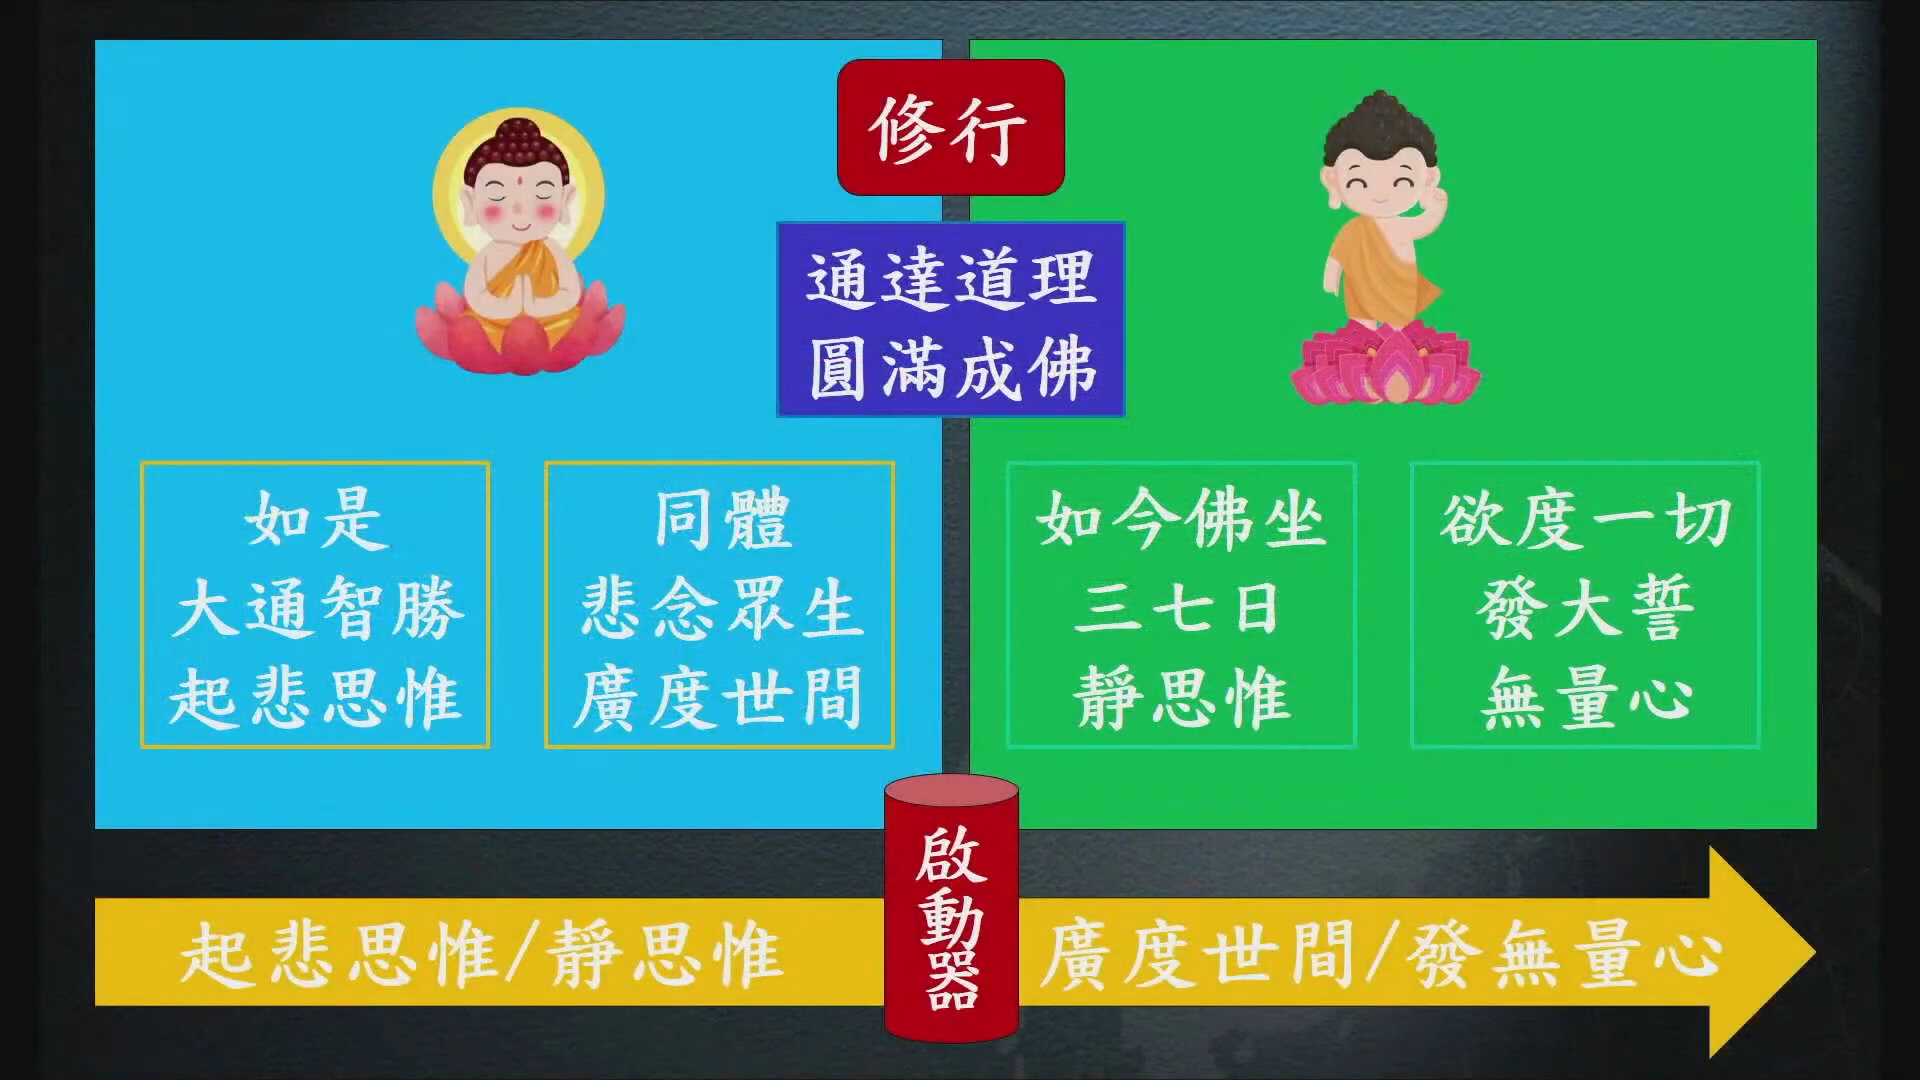 修行
通達道理
圓滿成佛
如是
大通智勝
起悲思惟
同體
悲念眾生
廣度世間
如今佛坐
三七日
靜思惟
欲度一切
發大誓
無量心
起悲思惟/靜思惟
啟動器
廣度世間/發無量心